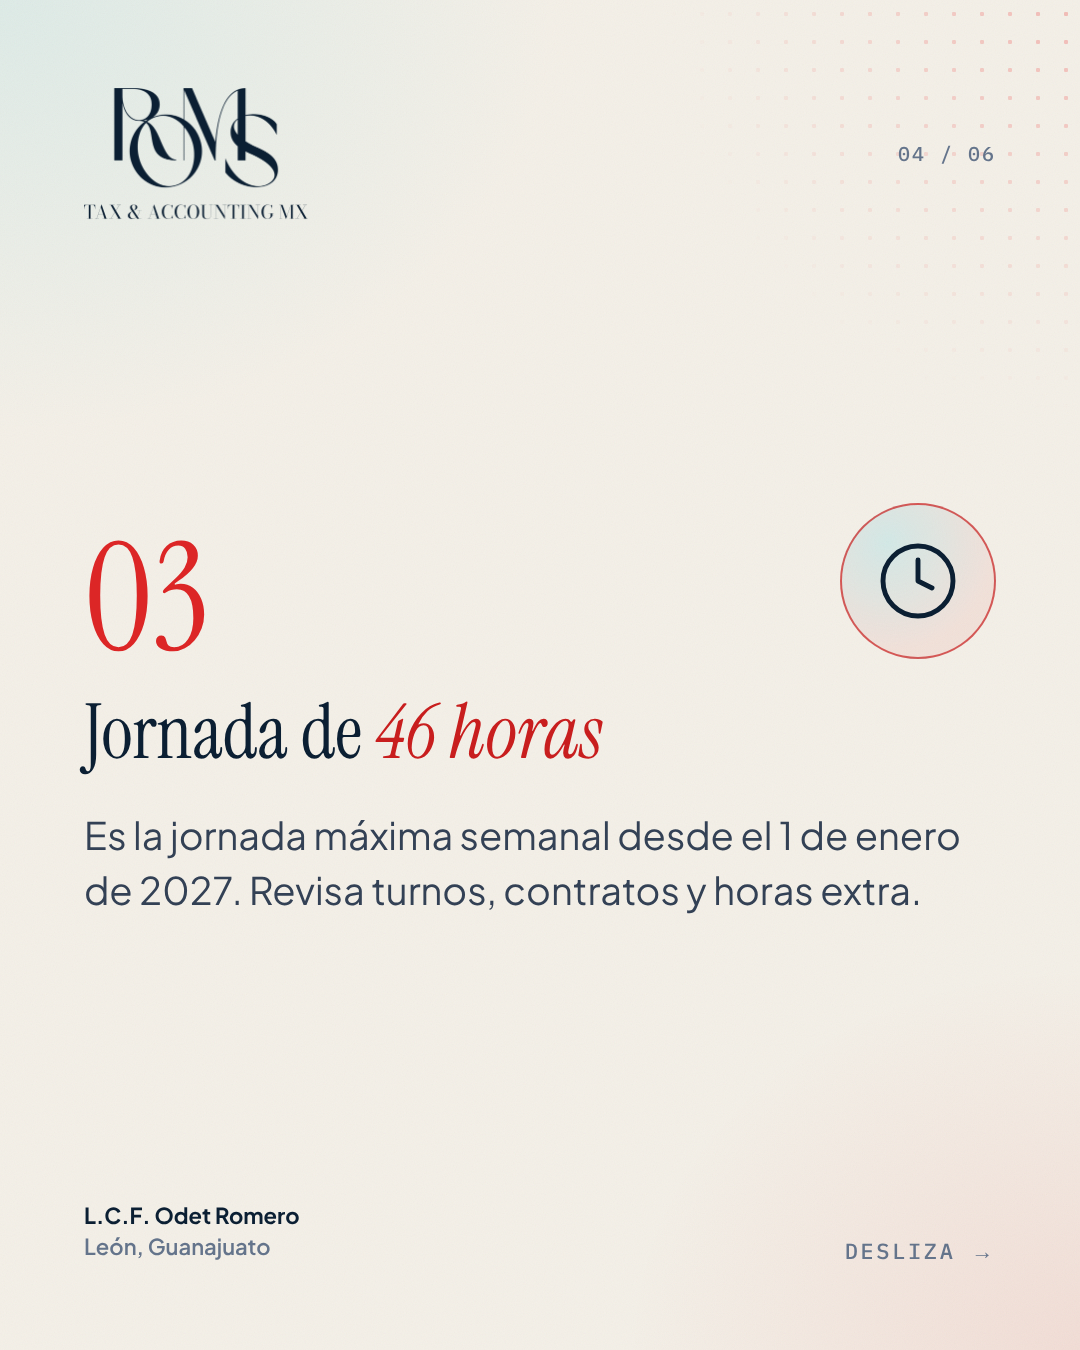 ROMS
TAX & ACCOUNTING MX
04 / 06
03
Jornada de 46 horas
Es la jornada máxima semanal desde el 1 de enero
de 2027. Revisa turnos, contratos y horas extra.
L.C.F. Odet Romero
León, Guanajuato
DESLIZA →